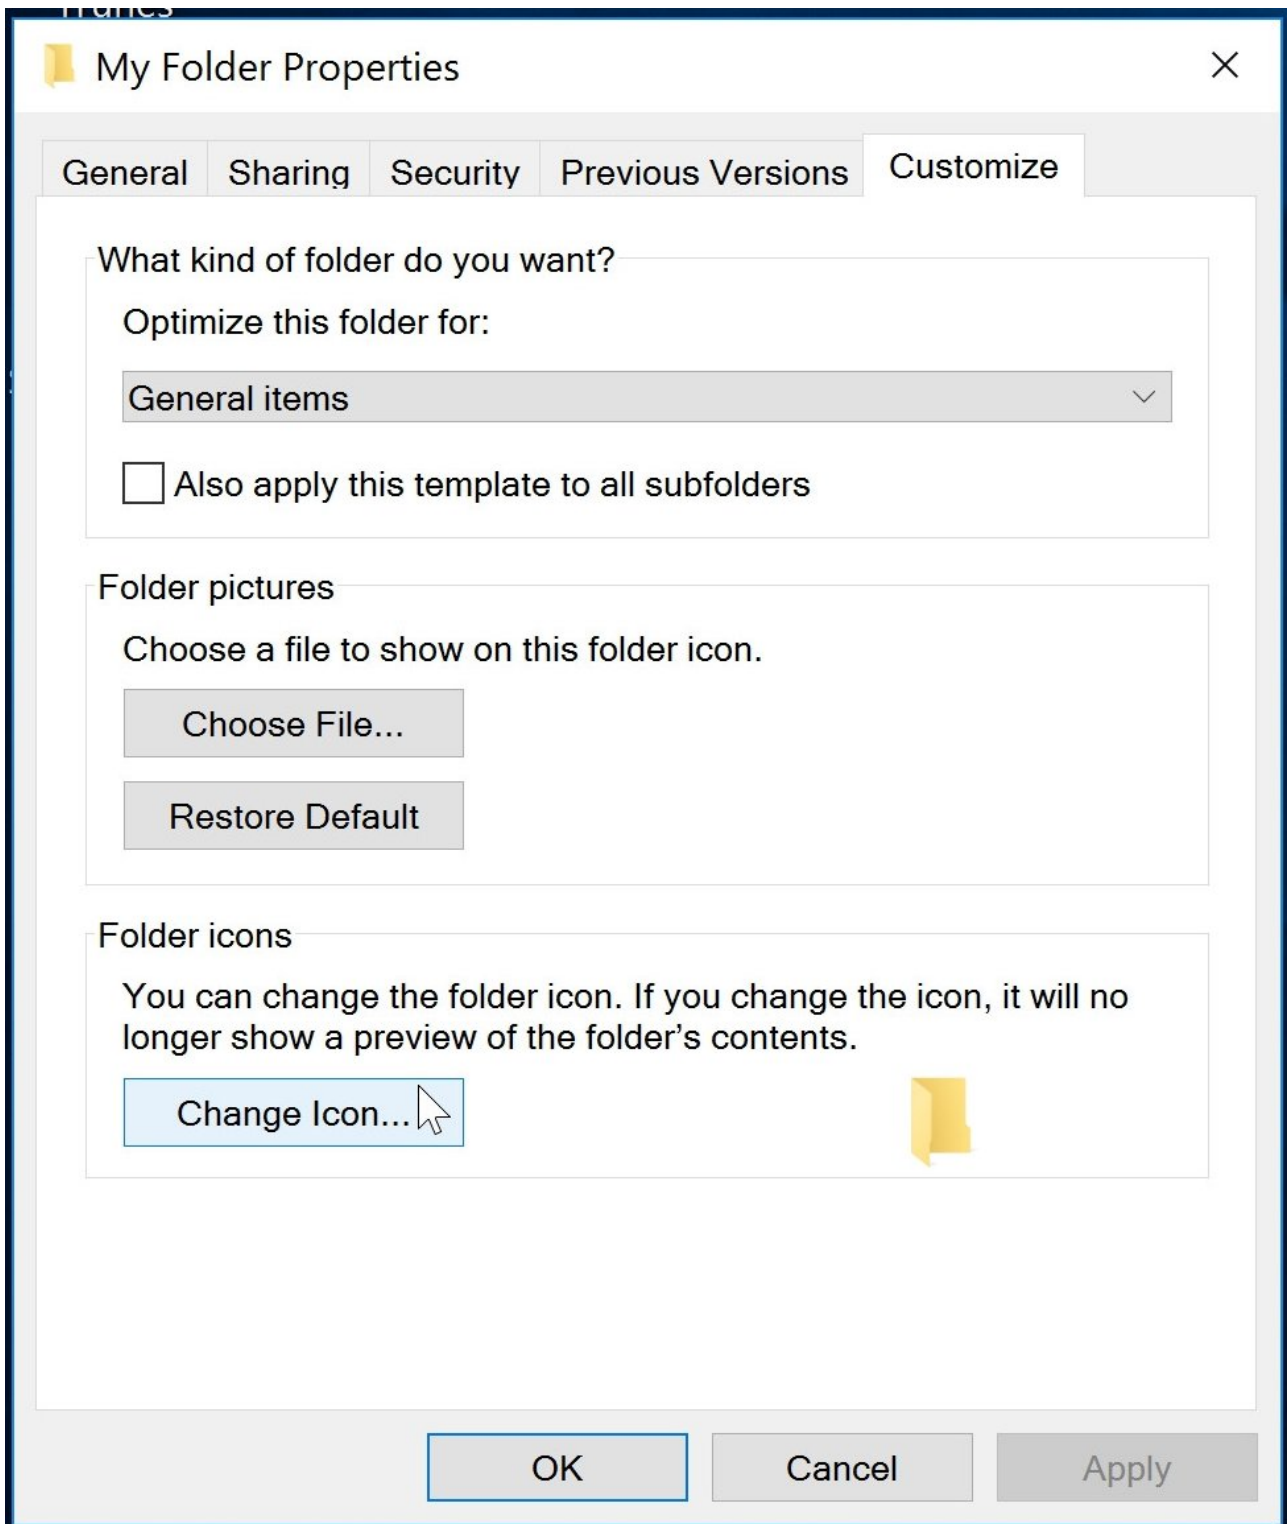 My Folder Properties
General
Sharing
Security
Previous Versions
Customize
What kind of folder do you want?
Optimize this folder for:
General items
Also apply this template to all subfolders
Folder pictures
Choose a file to show on this folder icon.
Choose File...
Restore Default
Folder icons
You can change the folder icon. If you change the icon, it will no
longer show a preview of the folder’s contents.
Change Icon...
OK
Cancel
Apply